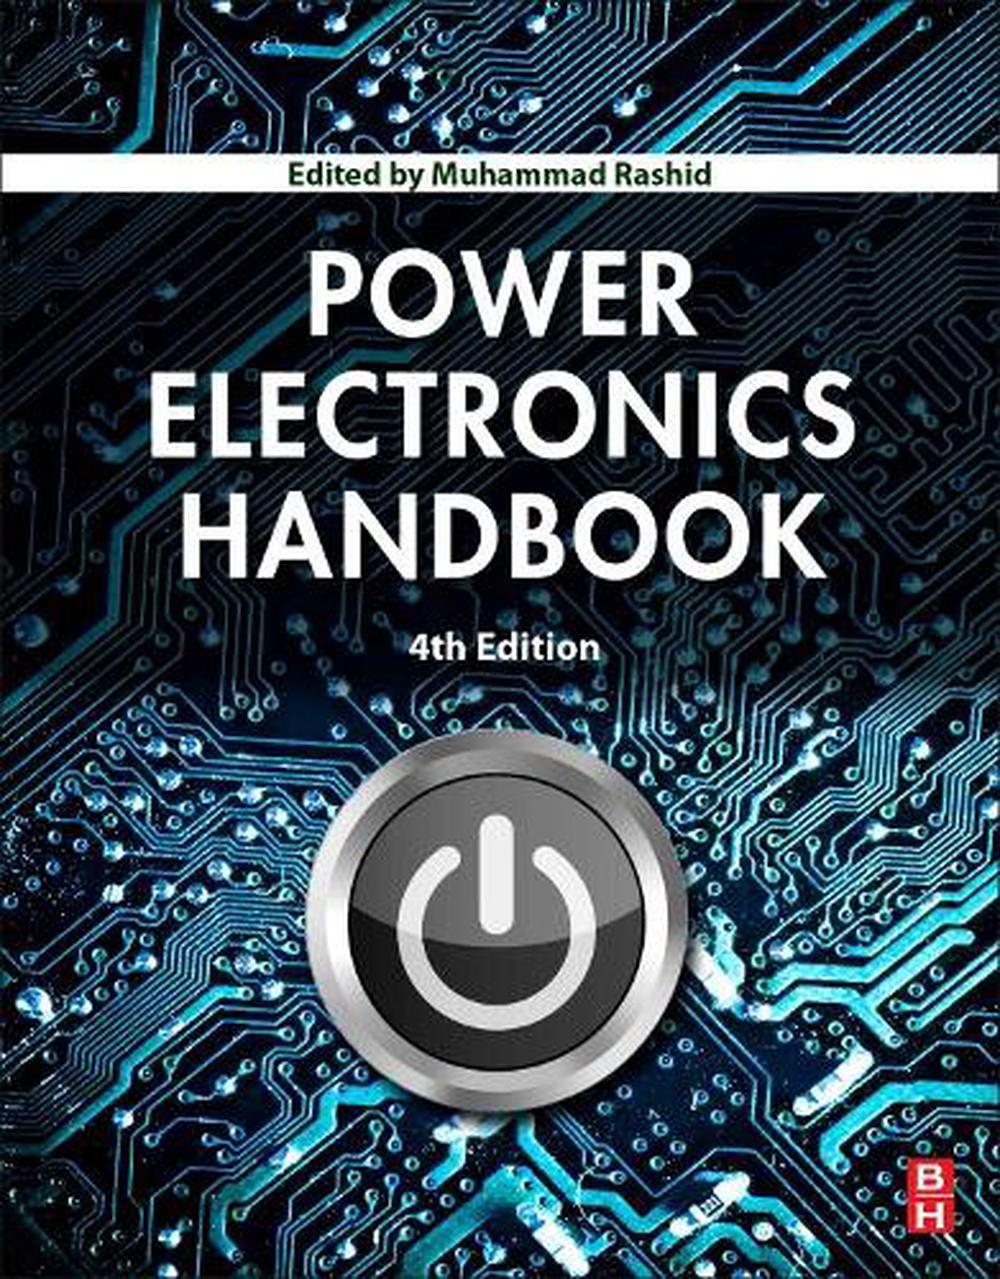 Edited by Muhammad Rashid
POWER
ELECTRONICS
HANDBOOK
4th Edition
B
H